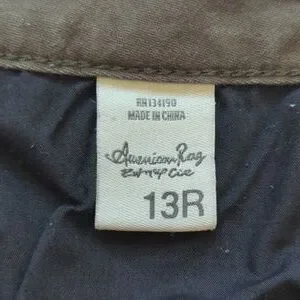 RN134190
MADE IN CHINA
American Rag
Cie
13R